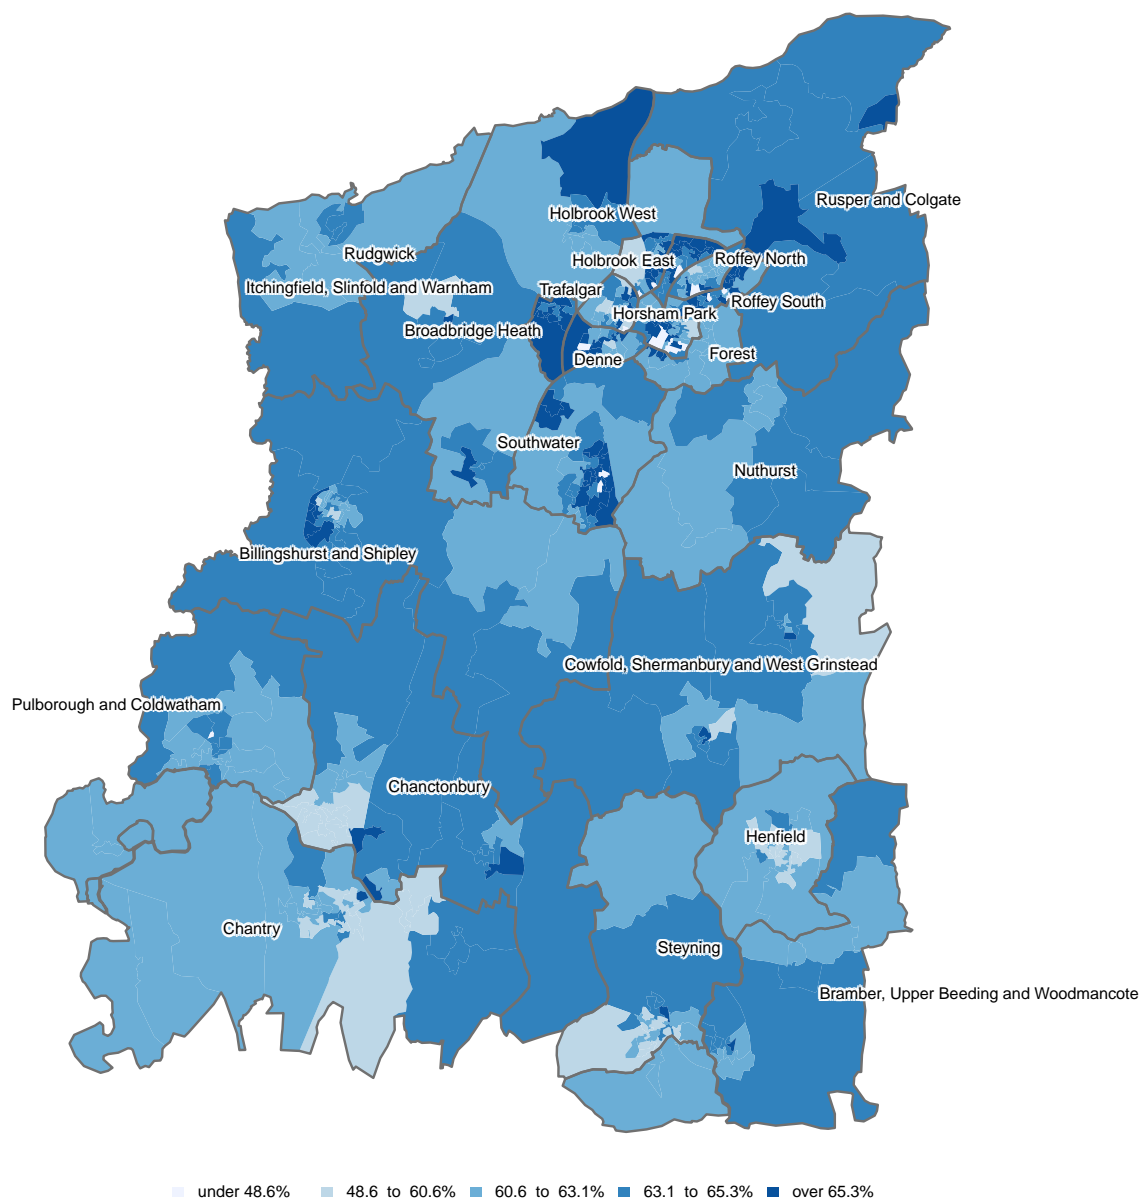 Rusper and Colgate
Holbrook West
Rudgwick
Holbrook East
Roffey North
Itchingfield, Slinfold and Warnham
Trafalgar
Roffey South
Horsham Park
Broadbridge Heath
Denne
Forest
Southwater
Nuthurst
Billingshurst and Shipley
Cowfold, Shermanbury and West Grinstead
Pulborough and Coldwatham
Chanctonbury
Henfield
Chantry
Steyning
Bramber, Upper Beeding and Woodmancote
under 48.6% 48.6 to 60.6% 60.6 to 63.1% 63.1 to 65.3% over 65.3%